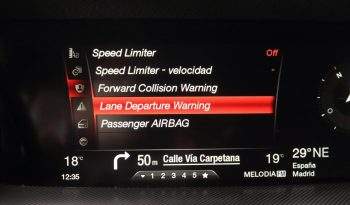 Speed Limiter Off
Speed Limiter - velocidad
Forward Collision Warning
Lane Departure Warning
Passenger AIRBAG
18°C 50m Calle Vía Carpetana 19°C 29° NE
España
Madrid
12:35 1 2 3 4 5 MELODIA FM